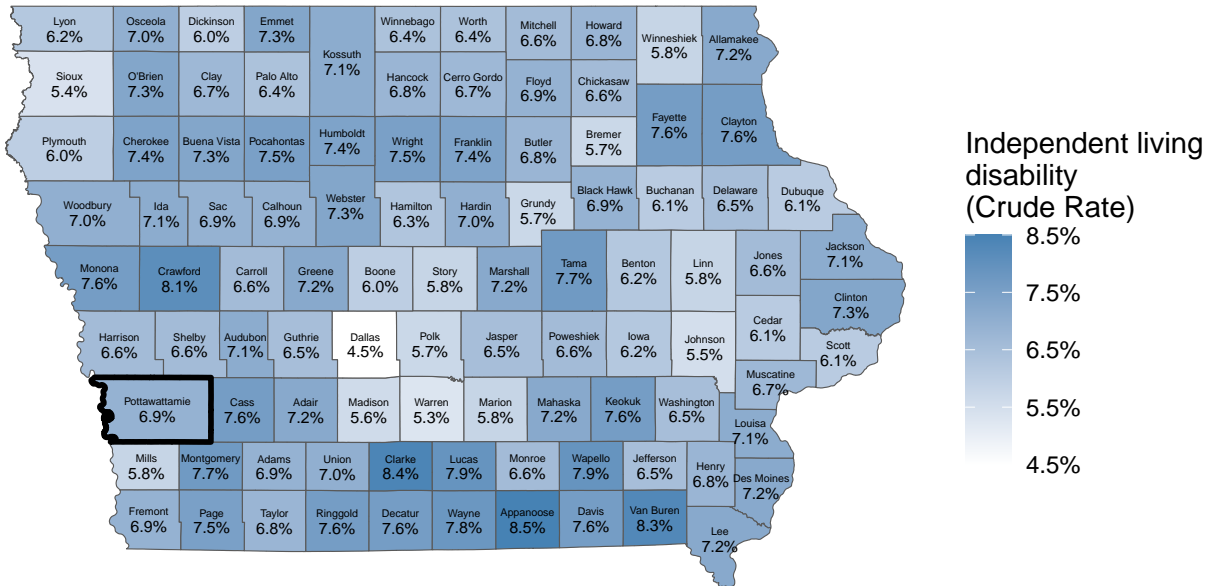 Lyon
6.2%
Osceola
7.0%
Dickinson
6.0%
Emmet
7.3%
Kossuth
7.1%
Winnebago
6.4%
Worth
6.4%
Mitchell
6.6%
Howard
6.8%
Winneshiek
5.8%
Allamakee
7.2%
Sioux
5.4%
O'Brien
7.3%
Clay
6.7%
Palo Alto
6.4%
Hancock
6.8%
Cerro Gordo
6.7%
Floyd
6.9%
Chickasaw
6.6%
Fayette
7.6%
Clayton
7.6%
Plymouth
6.0%
Cherokee
7.4%
Buena Vista
7.3%
Pocahontas
7.5%
Humboldt
7.4%
Wright
7.5%
Franklin
7.4%
Butler
6.8%
Bremer
5.7%
Woodbury
7.0%
Ida
7.1%
Sac
6.9%
Calhoun
6.9%
Webster
7.3%
Hamilton
6.3%
Hardin
7.0%
Grundy
5.7%
Black Hawk
6.9%
Buchanan
6.1%
Delaware
6.5%
Dubuque
6.1%
Monona
7.6%
Crawford
8.1%
Carroll
6.6%
Greene
7.2%
Boone
6.0%
Story
5.8%
Marshall
7.2%
Tama
7.7%
Benton
6.2%
Linn
5.8%
Jones
6.6%
Jackson
7.1%
Clinton
7.3%
Harrison
6.6%
Shelby
6.6%
Audubon
7.1%
Guthrie
6.5%
Dallas
4.5%
Polk
5.7%
Jasper
6.5%
Poweshiek
6.6%
Iowa
6.2%
Johnson
5.5%
Cedar
6.1%
Scott
6.1%
Muscatine
6.7%
Pottawattamie
6.9%
Cass
7.6%
Adair
7.2%
Madison
5.6%
Warren
5.3%
Marion
5.8%
Mahaska
7.2%
Keokuk
7.6%
Washington
6.5%
Louisa
7.1%
Mills
5.8%
Montgomery
7.7%
Adams
6.9%
Union
7.0%
Clarke
8.4%
Lucas
7.9%
Monroe
6.6%
Wapello
7.9%
Jefferson
6.5%
Henry
6.8%
Des Moines
7.2%
Fremont
6.9%
Page
7.5%
Taylor
6.8%
Ringgold
7.6%
Decatur
7.6%
Wayne
7.8%
Appanoose
8.5%
Davis
7.6%
Van Buren
8.3%
Lee
7.2%
Independent living
disability
(Crude Rate)
8.5%
7.5%
6.5%
5.5%
4.5%